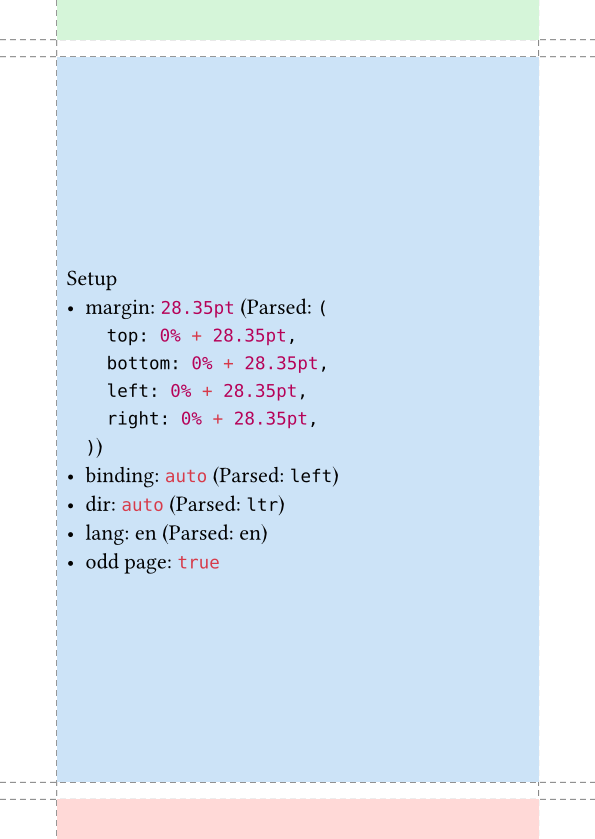 Setup
• margin: 28.35pt (Parsed: (
top: 0% + 28.35pt,
bottom: 0% + 28.35pt,
left: 0% + 28.35pt,
right: 0% + 28.35pt,
))
• binding: auto (Parsed: left)
• dir: auto (Parsed: ltr)
• lang: en (Parsed: en)
• odd page: true